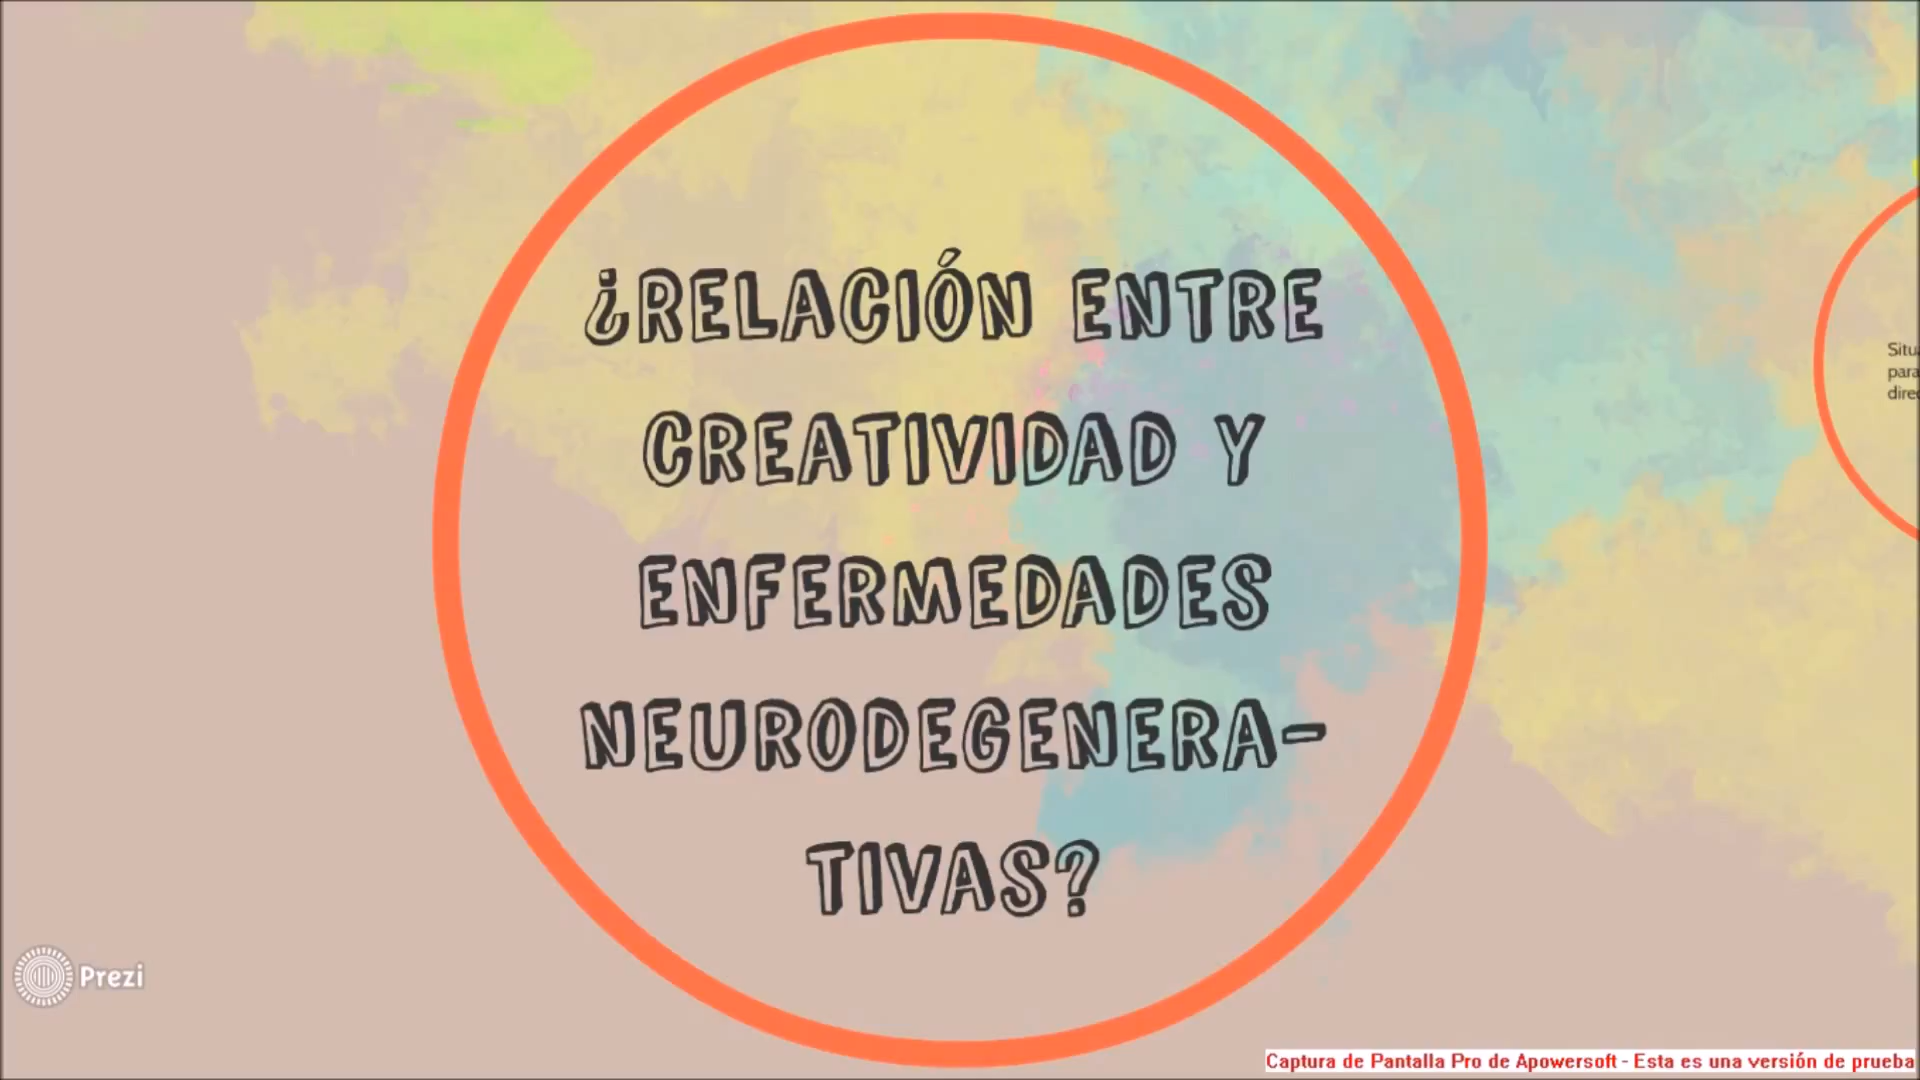 ¿RELACIÓN ENTRE
CREATIVIDAD Y
ENFERMEDADES
NEURODEGENERA-
TIVAS?
Prezi
Captura de Pantalla Pro de Apowersoft - Esta es una versión de prueba